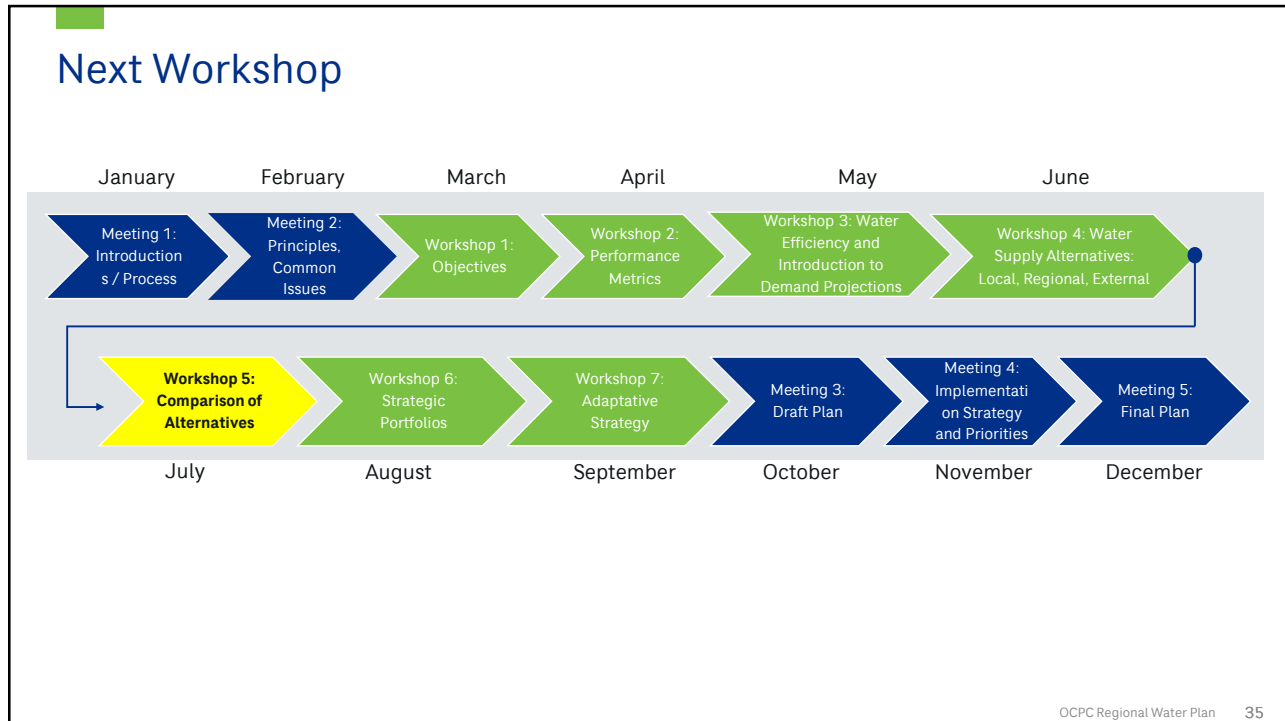 Next Workshop
January February March April May June
Meeting 1:
Introduction
s / Process
Meeting 2:
Principles,
Common
Issues
Workshop 1:
Objectives
Workshop 2:
Performance
Metrics
Workshop 3: Water
Efficiency and
Introduction to
Demand Projections
Workshop 4: Water
Supply Alternatives:
Local, Regional, External
Workshop 5:
Comparison of
Alternatives
Workshop 6:
Strategic
Portfolios
Workshop 7:
Adaptative
Strategy
Meeting 3:
Draft Plan
Meeting 4:
Implementati
on Strategy
and Priorities
Meeting 5:
Final Plan
July August September October November December
OCPC Regional Water Plan 35